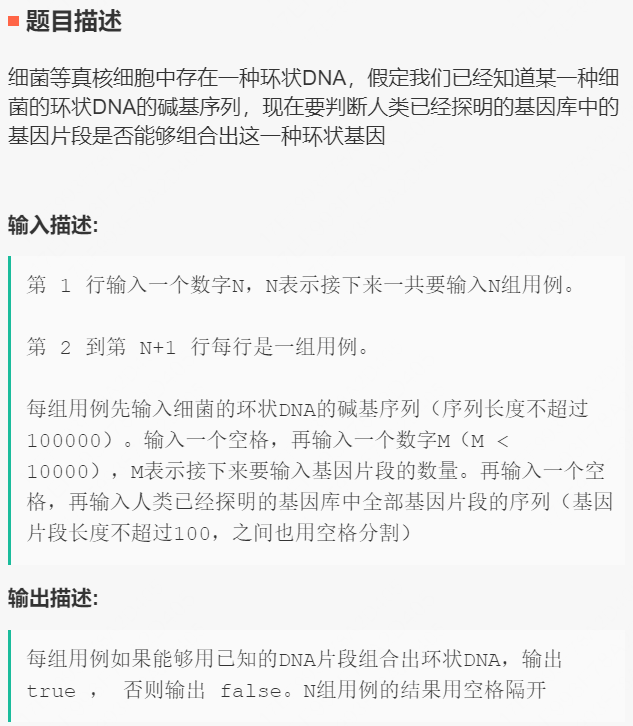 题目描述
细菌等真核细胞中存在一种环状DNA，假定我们已经知道某一种细
菌的环状DNA的碱基序列，现在要判断人类已经探明的基因库中的
基因片段是否能够组合出这一种环状基因
输入描述:
第 1 行输入一个数字N，N表示接下来一共要输入N组用例。
第 2 到第 N+1 行每行是一组用例。
每组用例先输入细菌的环状DNA的碱基序列（序列长度不超过
100000）。输入一个空格，再输入一个数字M（M <
10000），M表示接下来要输入基因片段的数量。再输入一个空
格，再输入人类已经探明的基因库中全部基因片段的序列（基因
片段长度不超过100，之间也用空格分割）
输出描述:
每组用例如果能够用已知的DNA片段组合出环状DNA，输出
true ， 否则输出 false。N组用例的结果用空格隔开